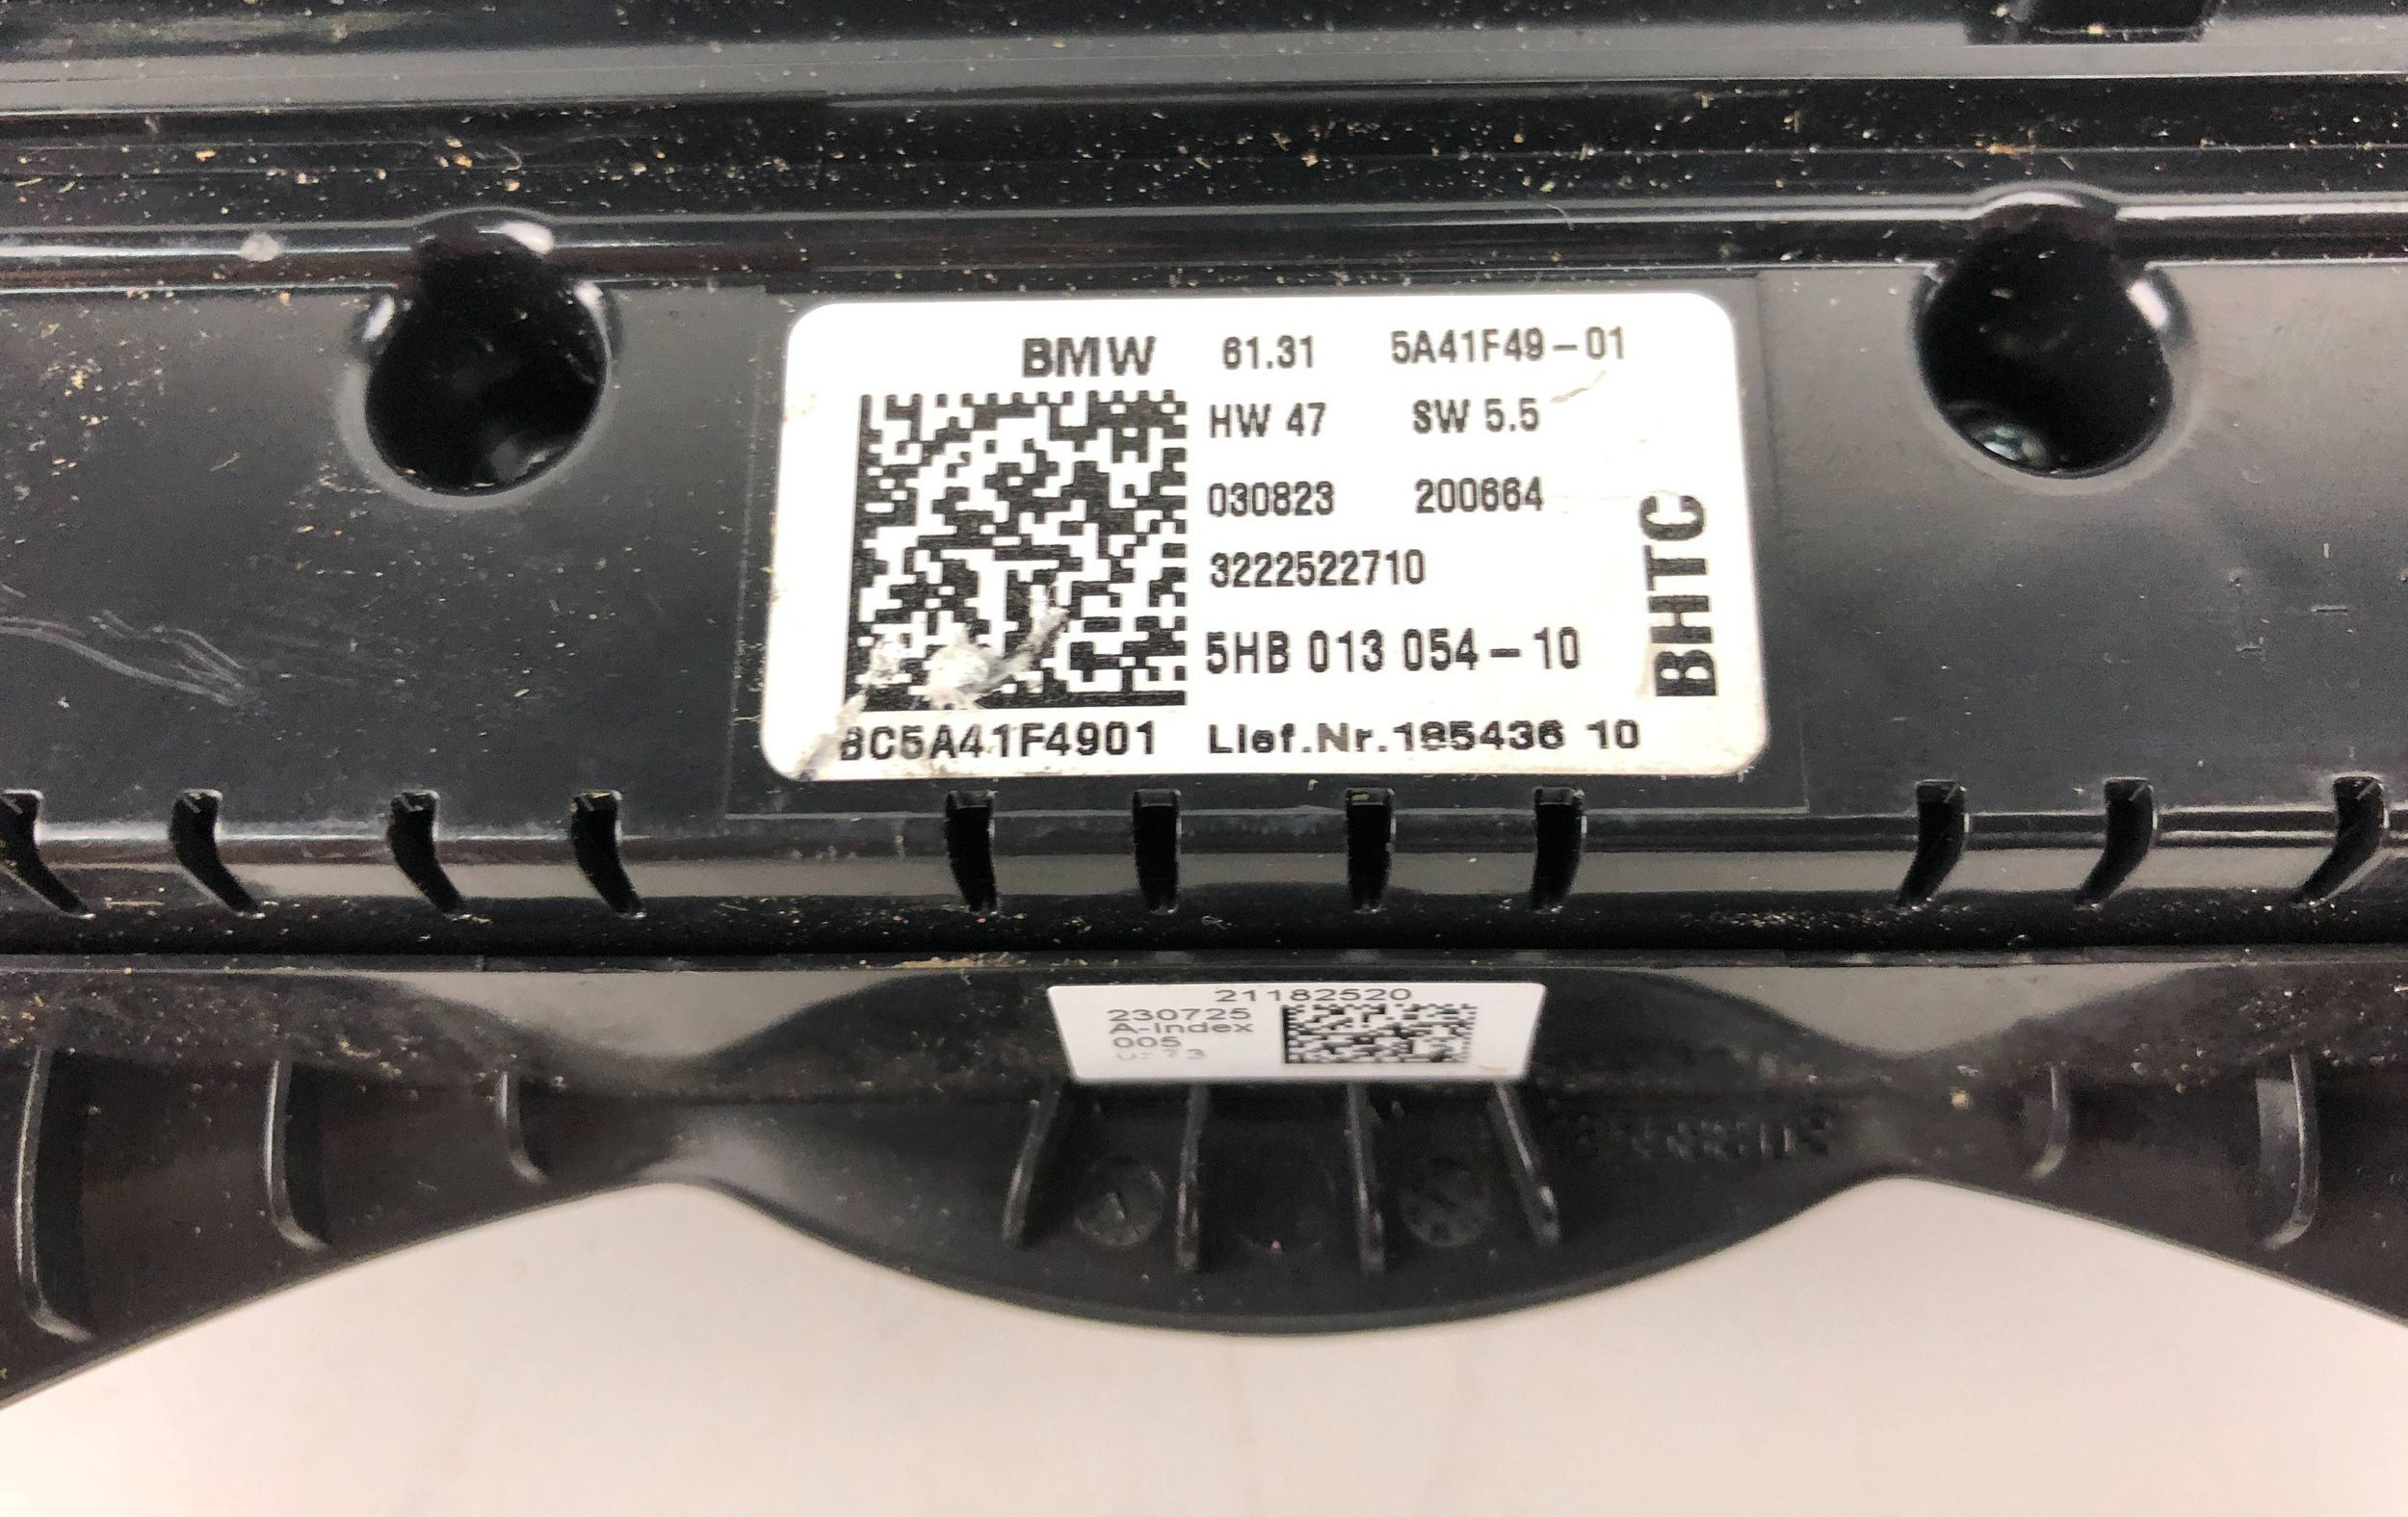 BMW 61.31 5A41F49-01
HW 47 SW 5.5
030823 200664
3222522710
5HB 013 054-10
BHTC
BC5A41F4901 Lief.Nr.185436 10
21182520
230725
A-Index
005